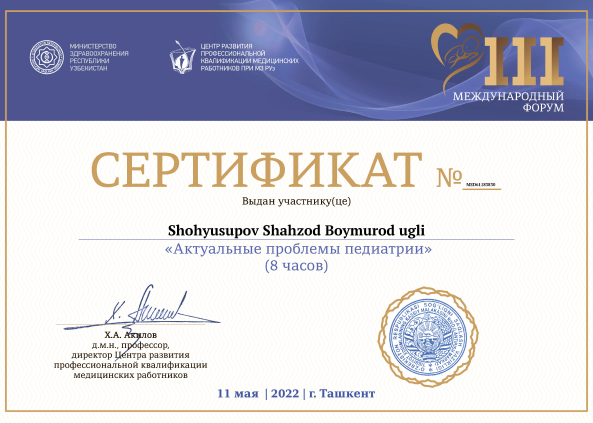 МИНИСТЕРСТВО
ЗДРАВООХРАНЕНИЯ
РЕСПУБЛИКИ
УЗБЕКИСТАН
ЦЕНТР РАЗВИТИЯ
ПРОФЕССИОНАЛЬНОЙ
КВАЛИФИКАЦИИ МЕДИЦИНСКИХ
РАБОТНИКОВ ПРИ МЗ РУз
III
МЕЖДУНАРОДНЫЙ
ФОРУМ
СЕРТИФИКАТ №
Выдан участнику(це)
Shohyusupov Shahzod Boymurod ugli
«Актуальные проблемы педиатрии»
(8 часов)
Х.А. Акилов
д.м.н., профессор,
директор Центра развития
профессиональной квалификации
медицинских работников
11 мая | 2022 | г. Ташкент